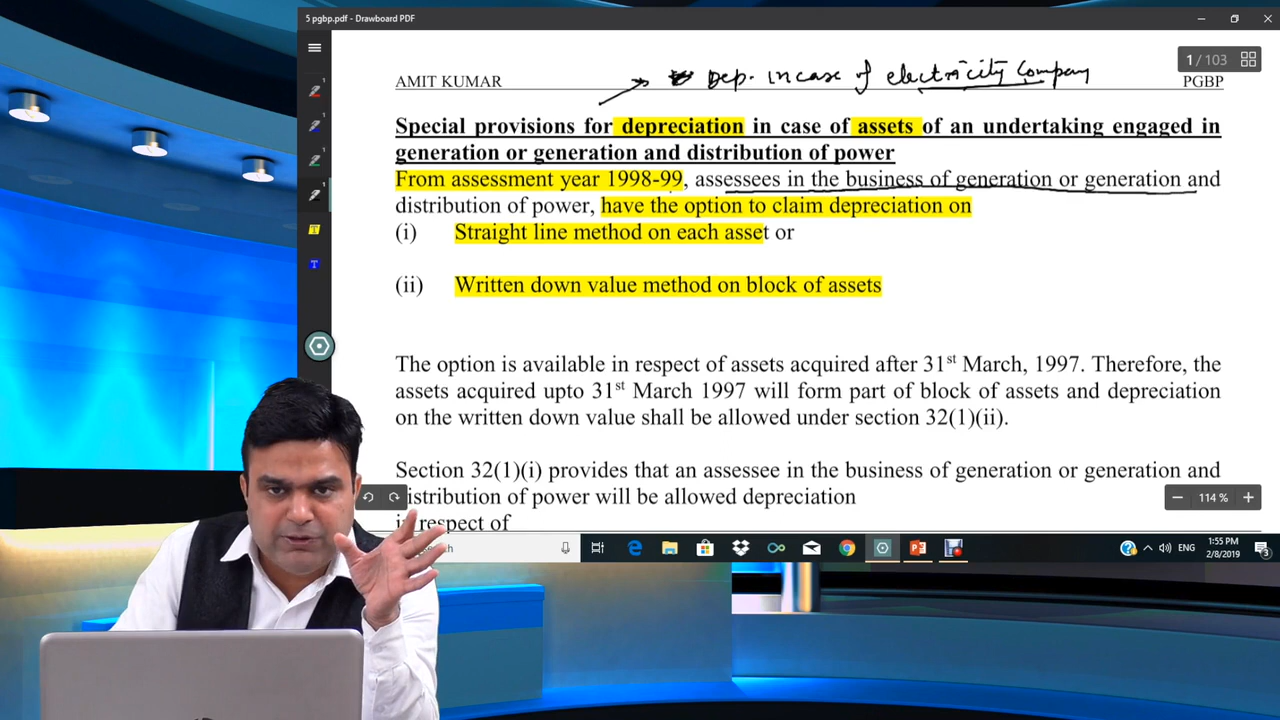 5 pgbp.pdf - Drawboard PDF
1 / 103
AMIT KUMAR
Dep. in case of electricity Company
PGBP
Special provisions for depreciation in case of assets of an undertaking engaged in
generation or generation and distribution of power
From assessment year 1998-99, assessees in the business of generation or generation and
distribution of power, have the option to claim depreciation on
(i) Straight line method on each asset or
(ii) Written down value method on block of assets
The option is available in respect of assets acquired after 31st March, 1997. Therefore, the
assets acquired upto 31st March 1997 will form part of block of assets and depreciation
on the written down value shall be allowed under section 32(1)(ii).
Section 32(1)(i) provides that an assessee in the business of generation or generation and
distribution of power will be allowed depreciation
114 %
in respect of
ENG
1:55 PM
2/8/2019
3